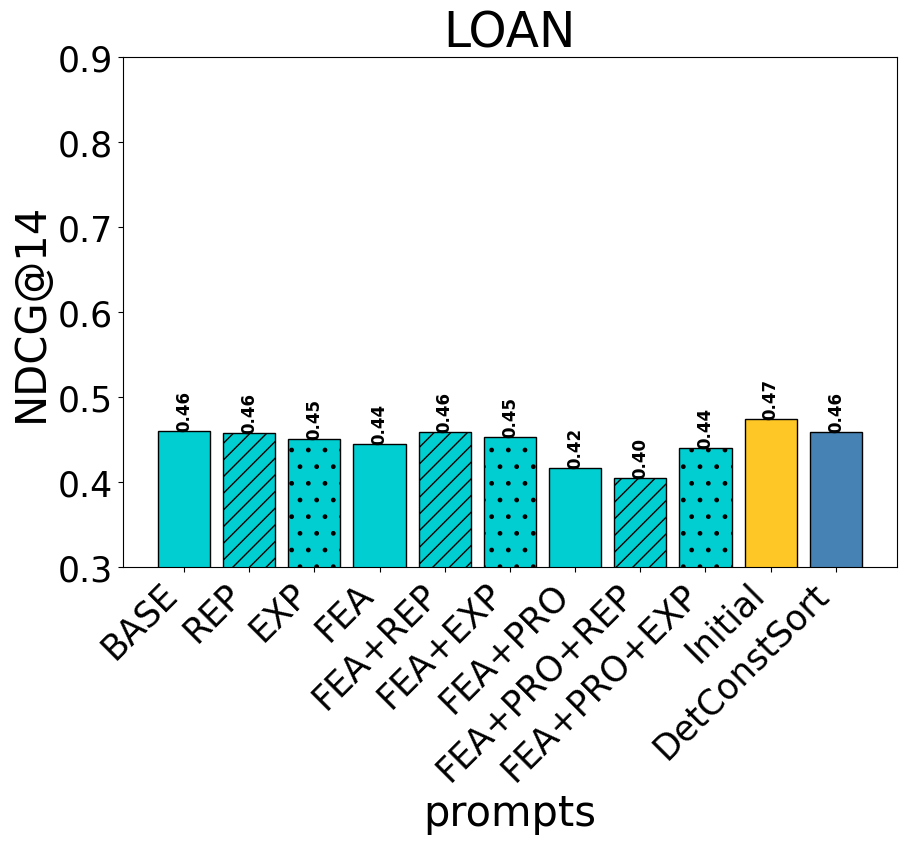 LOAN
NDCG@14
0.9
0.8
0.7
0.6
0.5
0.4
0.3
0.46
0.46
0.45
0.44
0.46
0.45
0.42
0.40
0.44
0.47
0.46
BASE
REP
EXP
FEA
FEA+REP
FEA+EXP
FEA+PRO
FEA+PRO+REP
FEA+PRO+EXP
Initial
DetConstSort
prompts